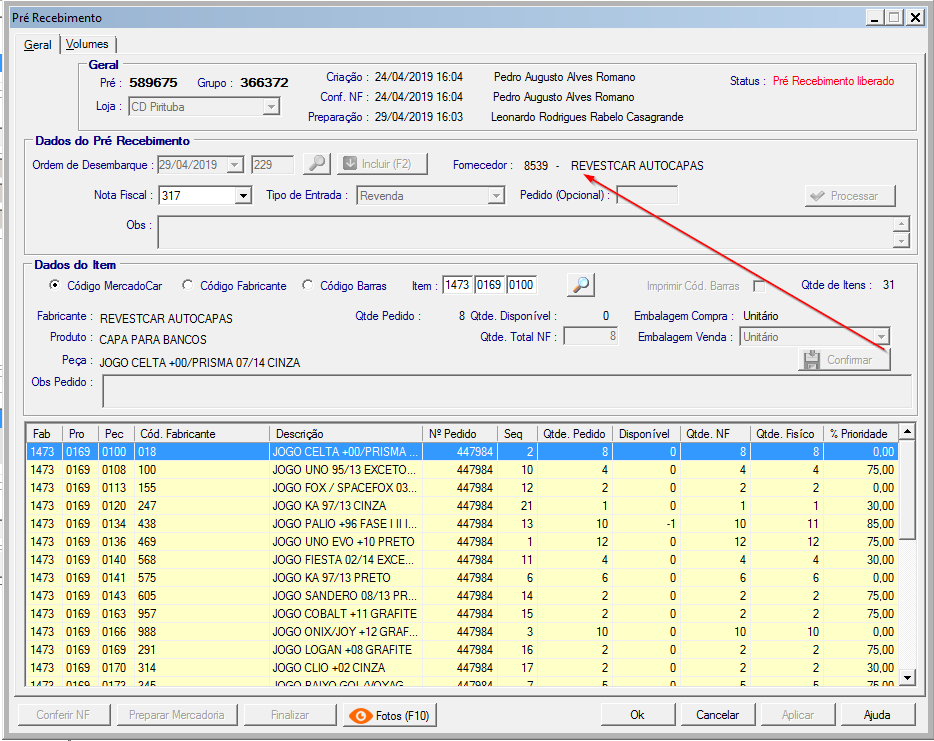 Pré Recebimento
Geral Volumes
Geral
Pré : 589675 Grupo : 366372 Criação : 24/04/2019 16:04 Pedro Augusto Alves Romano Status : Pré Recebimento liberado
Conf. NF : 24/04/2019 16:04 Pedro Augusto Alves Romano
Loja : CD Pirituba Preparação : 29/04/2019 16:03 Leonardo Rodrigues Rabelo Casagrande
Dados do Pré Recebimento
Ordem de Desembarque : 29/04/2019 229 Incluir (F2) Fornecedor : 8539 - REVESTCAR AUTOCAPAS
Nota Fiscal : 317 Tipo de Entrada : Revenda Pedido (Opcional) : Processar
Obs :
Dados do Item
Código MercadoCar Código Fabricante Código Barras Item : 1473 0169 0100 Imprimir Cód. Barras Qtde de Itens : 31
Fabricante : REVESTCAR AUTOCAPAS Qtde Pedido : 8 Qtde. Disponível : 0 Embalagem Compra : Unitário
Produto : CAPA PARA BANCOS Qtde. Total NF : 8 Embalagem Venda : Unitário
Peça : JOGO CELTA +00/PRISMA 07/14 CINZA Confirmar
Obs Pedido :
Fab Pro Pec Cód. Fabricante Descrição Nº Pedido Seq Qtde. Pedido Disponível Qtde. NF Qtde. Fisíco % Prioridade
1473 0169 0100 018 JOGO CELTA +00/PRISMA ... 447984 2 8 0 8 8 0,00
1473 0169 0108 100 JOGO UNO 95/13 EXCETO... 447984 10 4 0 4 4 75,00
1473 0169 0113 155 JOGO FOX / SPACEFOX 03... 447984 12 2 0 2 2 0,00
1473 0169 0120 247 JOGO KA 97/13 CINZA 447984 21 1 0 1 1 30,00
1473 0169 0134 438 JOGO PALIO +96 FASE I II I... 447984 13 10 -1 10 11 85,00
1473 0169 0136 469 JOGO UNO EVO +10 PRETO 447984 1 12 0 12 12 75,00
1473 0169 0140 568 JOGO FIESTA 02/14 EXCE... 447984 11 4 0 4 4 30,00
1473 0169 0141 575 JOGO KA 97/13 PRETO 447984 6 6 0 6 6 0,00
1473 0169 0143 605 JOGO SANDERO 08/13 PR... 447984 14 2 0 2 2 75,00
1473 0169 0163 957 JOGO COBALT +11 GRAFITE 447984 15 2 0 2 2 75,00
1473 0169 0166 988 JOGO ONIX/JOY +12 GRAF... 447984 3 10 0 10 10 0,00
1473 0169 0169 291 JOGO LOGAN +08 GRAFITE 447984 16 2 0 2 2 75,00
1473 0169 0170 314 JOGO CLIO +02 CINZA 447984 17 2 0 2 2 30,00
1473 0169 0173 345 JOGO PAIXO GOL/VOYAG... 447984 7 5 0 5 5 75,00
Conferir NF Preparar Mercadoria Finalizar Fotos (F10) Ok Cancelar Aplicar Ajuda